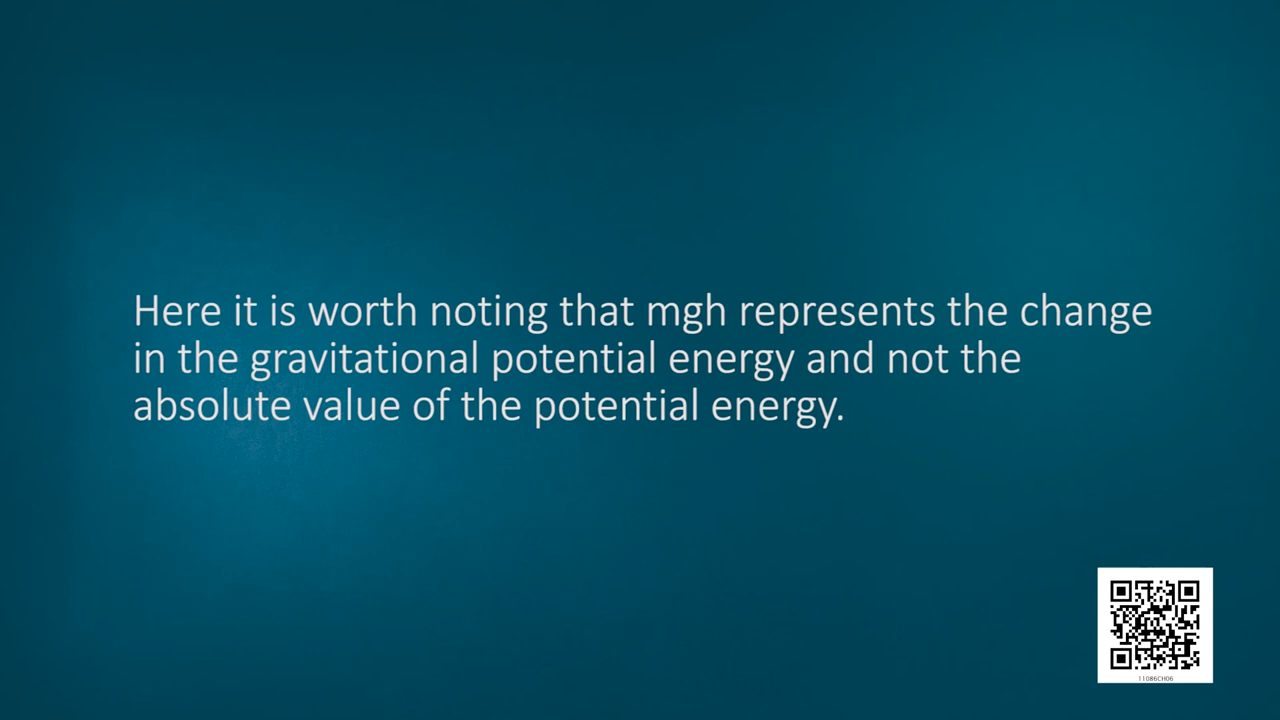 Here it is worth noting that mgh represents the change
in the gravitational potential energy and not the
absolute value of the potential energy.
11086CH06